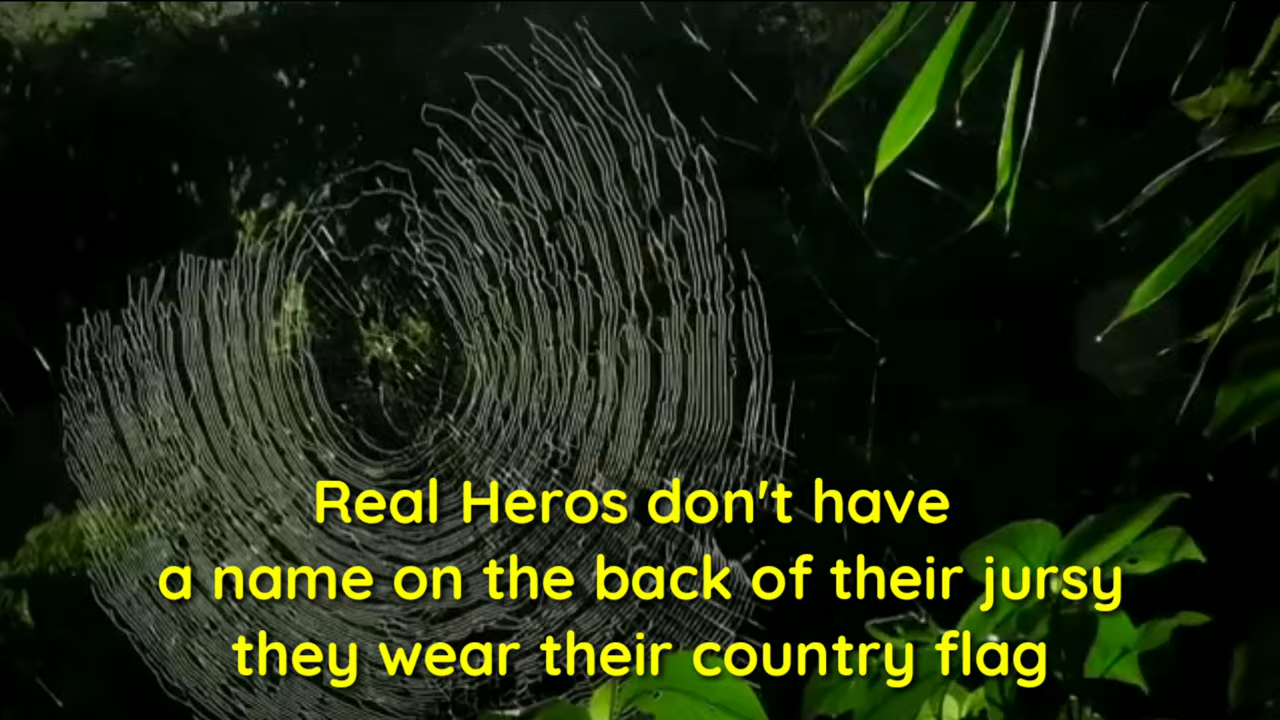 Real Heros don't have
a name on the back of their jursy
they wear their country flag